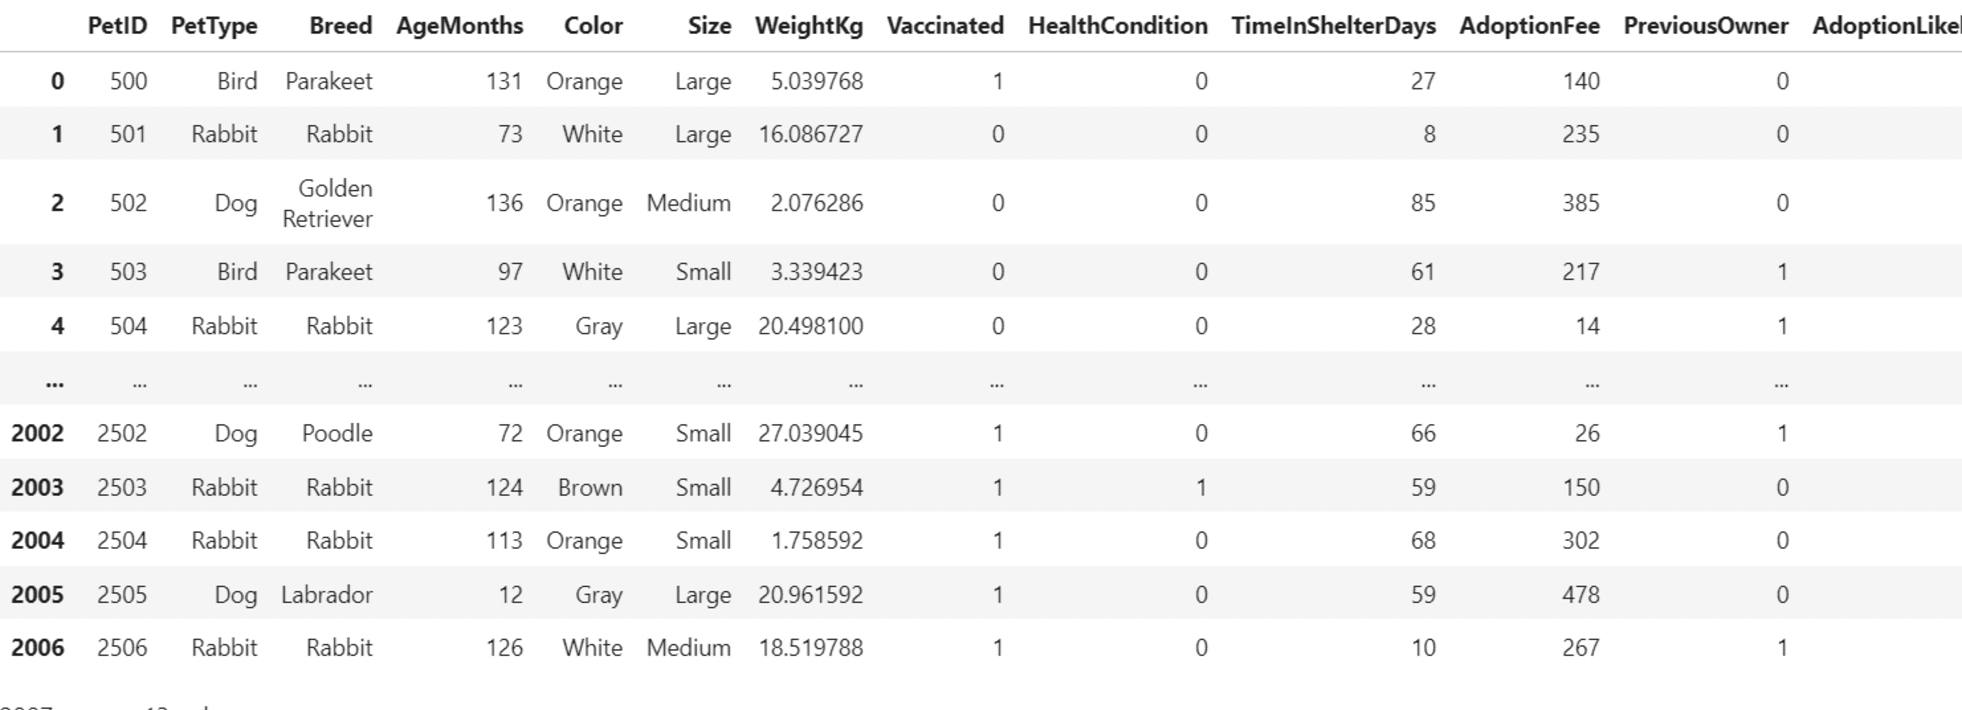 PetID PetType Breed AgeMonths Color Size WeightKg Vaccinated HealthCondition TimeInShelterDays AdoptionFee PreviousOwner
0 500 Bird Parakeet 131 Orange Large 5.039768 1 0 27 140 0
1 501 Rabbit Rabbit 73 White Large 16.086727 0 0 8 235 0
2 502 Dog Golden Retriever 136 Orange Medium 2.076286 0 0 85 385 0
3 503 Bird Parakeet 97 White Small 3.339423 0 0 61 217 1
4 504 Rabbit Rabbit 123 Gray Large 20.498100 0 0 28 14 1
... ... ... ... ... ... ... ... ... ... ... ... ...
2002 2502 Dog Poodle 72 Orange Small 27.039045 1 0 66 26 1
2003 2503 Rabbit Rabbit 124 Brown Small 4.726954 1 1 59 150 0
2004 2504 Rabbit Rabbit 113 Orange Small 1.758592 1 0 68 302 0
2005 2505 Dog Labrador 12 Gray Large 20.961592 1 0 59 478 0
2006 2506 Rabbit Rabbit 126 White Medium 18.519788 1 0 10 267 1